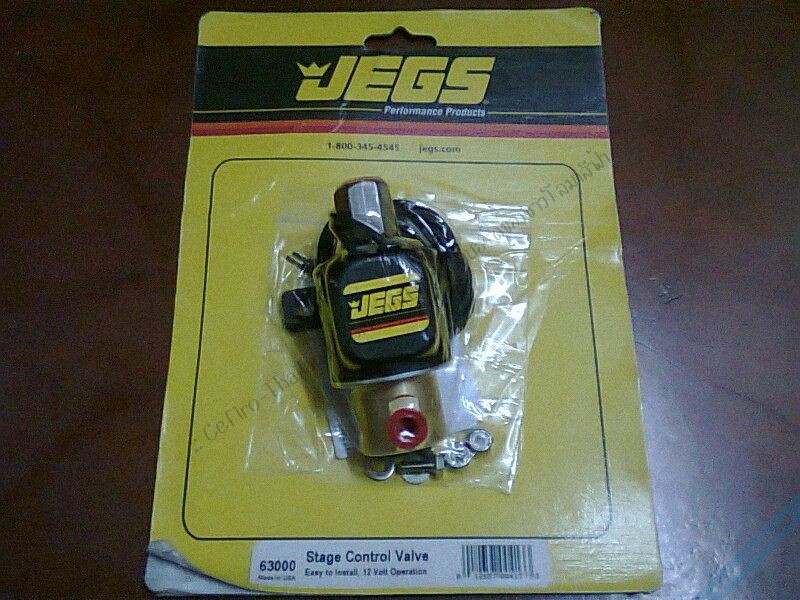 JEGS
Performance Products
1-800-345-4545 jegs.com
JEGS
63000 Stage Control Valve
Made in USA Easy to Install, 12 Volt Operation